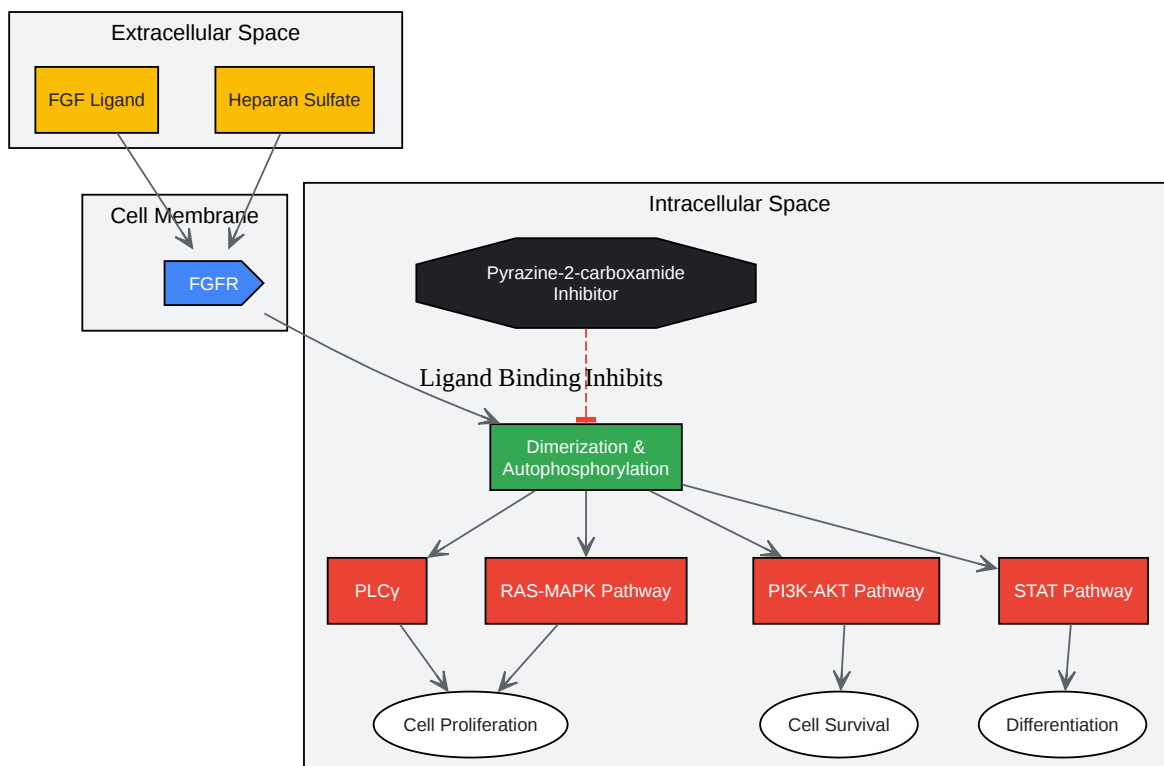 Extracellular Space
FGF Ligand
Heparan Sulfate
Cell Membrane
FGFR
Intracellular Space
Pyrazine-2-carboxamide
Inhibitor
Ligand Binding
Inhibits
Dimerization &
Autophosphorylation
PLCγ
RAS-MAPK Pathway
PI3K-AKT Pathway
STAT Pathway
Cell Proliferation
Cell Survival
Differentiation